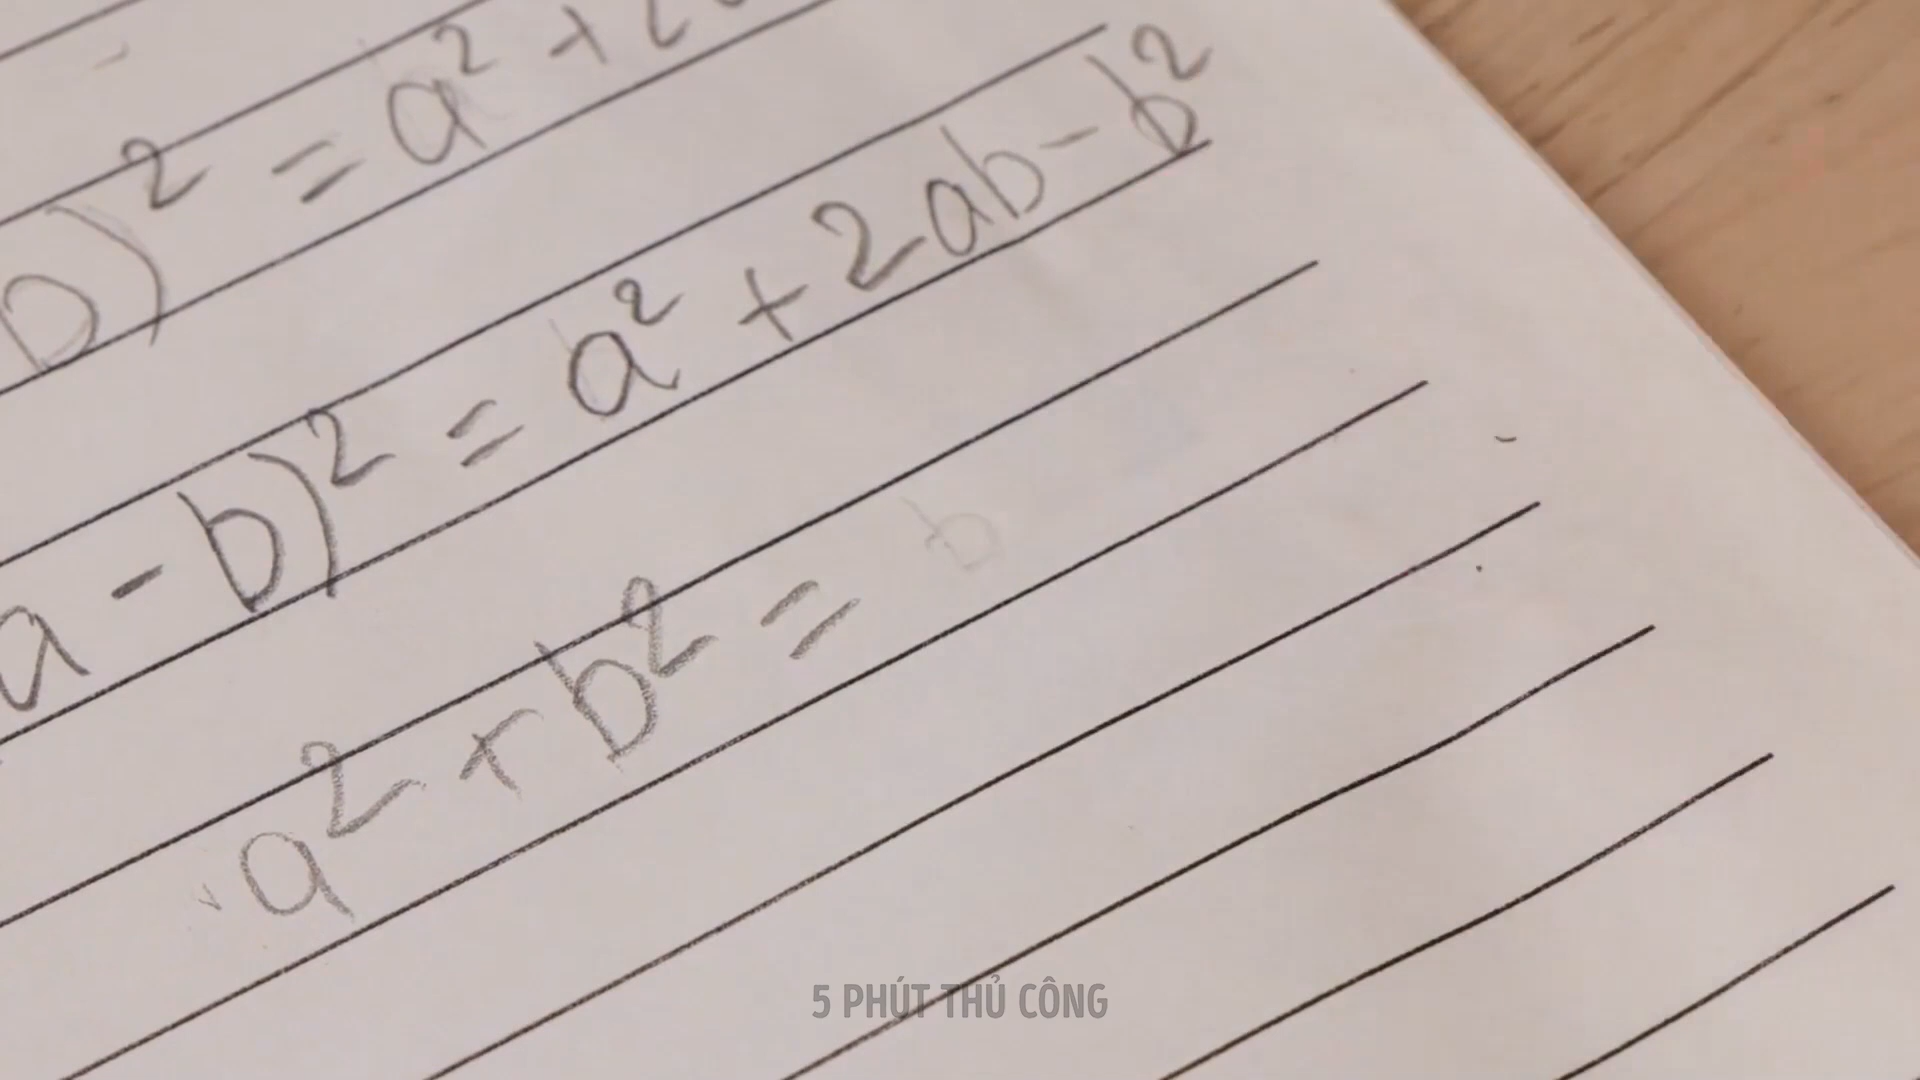 b)² = a² + 2
a - b)² = a² + 2ab - b²
a² + b² = b
5 PHÚT THỦ CÔNG